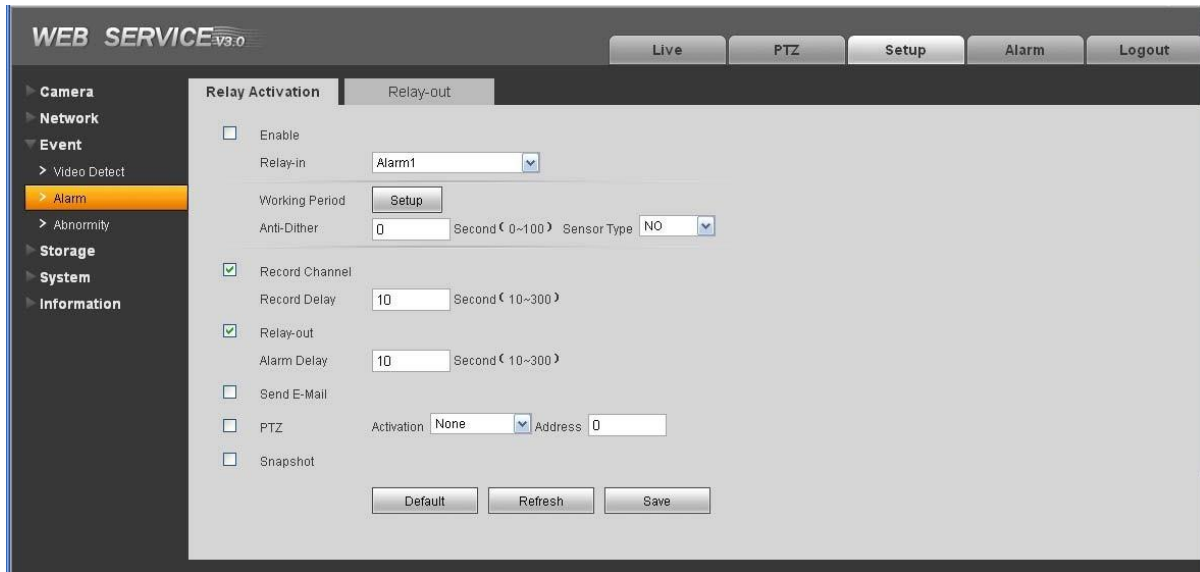 WEB SERVICE V3.0
Live PTZ Setup Alarm Logout
Camera
Network
Event
> Video Detect
> Alarm
> Abnormity
Storage
System
Information
Relay Activation Relay-out
Enable
Relay-in Alarm1
Working Period Setup
Anti-Dither 0 Second ( 0~100 ) Sensor Type NO
Record Channel
Record Delay 10 Second ( 10~300 )
Relay-out
Alarm Delay 10 Second ( 10~300 )
Send E-Mail
PTZ Activation None Address 0
Snapshot
Default Refresh Save